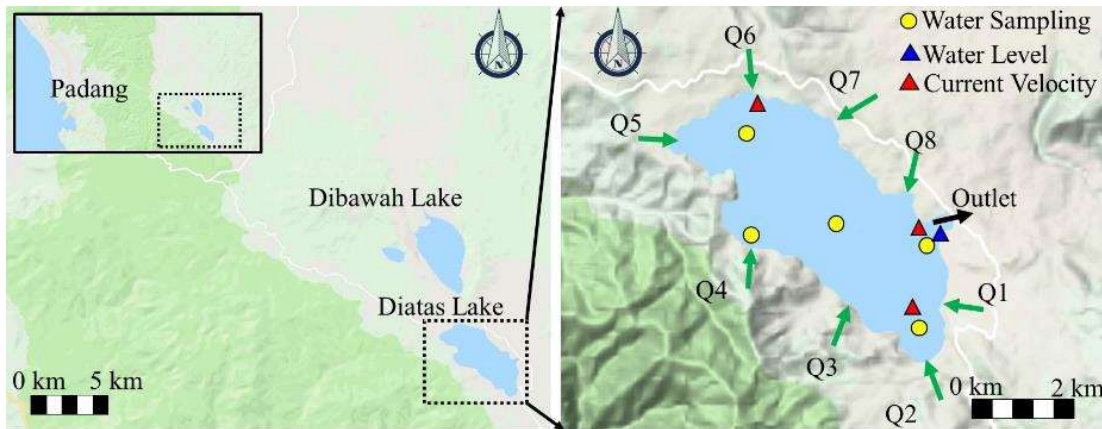 Padang
N
Dibawah Lake
Diatas Lake
0 km 5 km
N
Water Sampling
Water Level
Current Velocity
Q6
Q7
Q5
Q8
Outlet
Q4
Q1
Q3
Q2
0 km 2 km